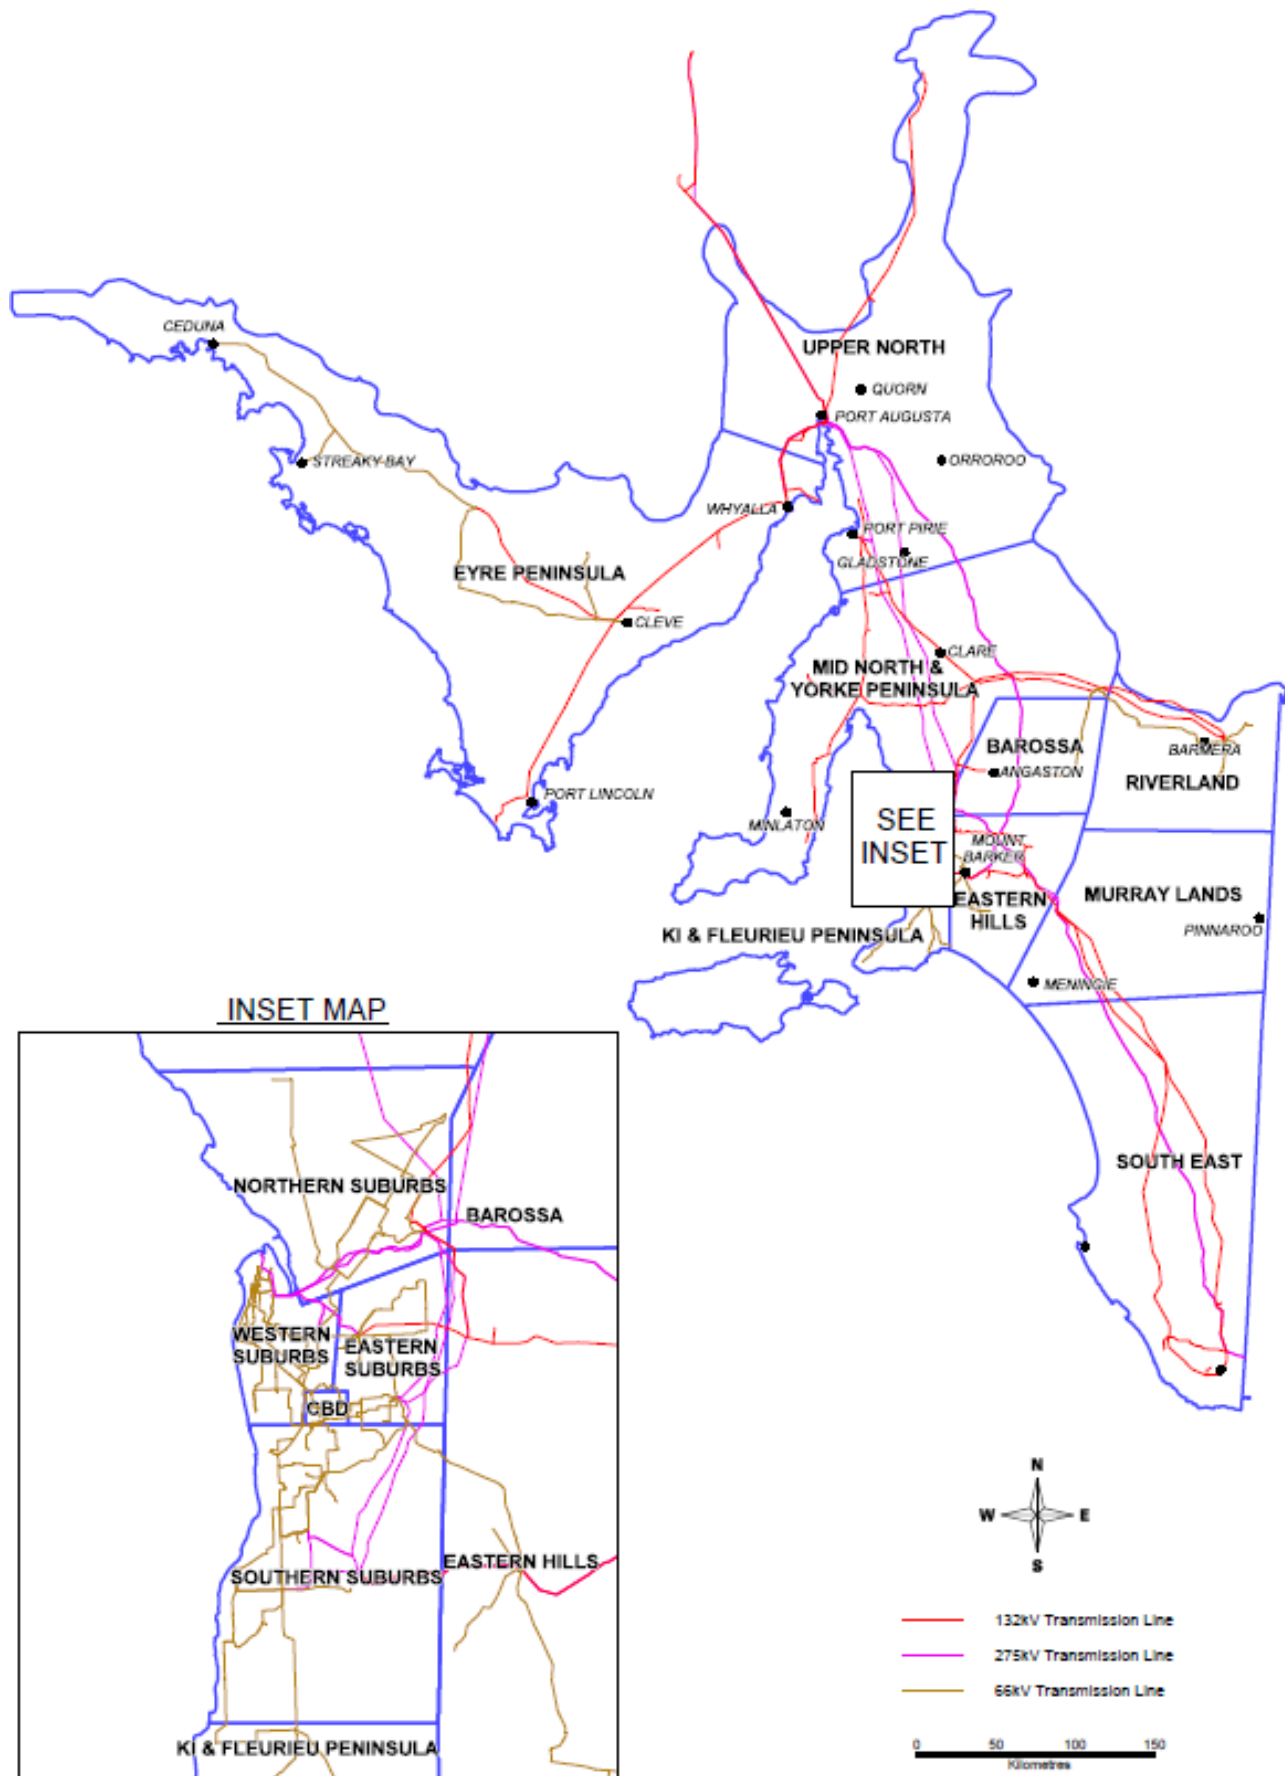 UPPER NORTH
CEDUNA
QUORN
PORT AUGUSTA
STREAKY BAY
ORROROO
WHYALLA
PORT PIRIE
GLADSTONE
EYRE PENINSULA
CLEVE
CLARE
MID NORTH &
YORKE PENINSULA
BAROSSA
BARMERA
ANGASTON
RIVERLAND
PORT LINCOLN
MINLATON
SEE
INSET
MOUNT
BARKER
EASTERN
HILLS
MURRAY LANDS
PINNAROO
KI & FLEURIEU PENINSULA
MENINGIE
SOUTH EAST
INSET MAP
NORTHERN SUBURBS
BAROSSA
WESTERN
SUBURBS
EASTERN
SUBURBS
CBD
EASTERN HILLS
SOUTHERN SUBURBS
KI & FLEURIEU PENINSULA
N
W
E
S
132kV Transmission Line
275kV Transmission Line
66kV Transmission Line
0 50 100 150
Kilometres